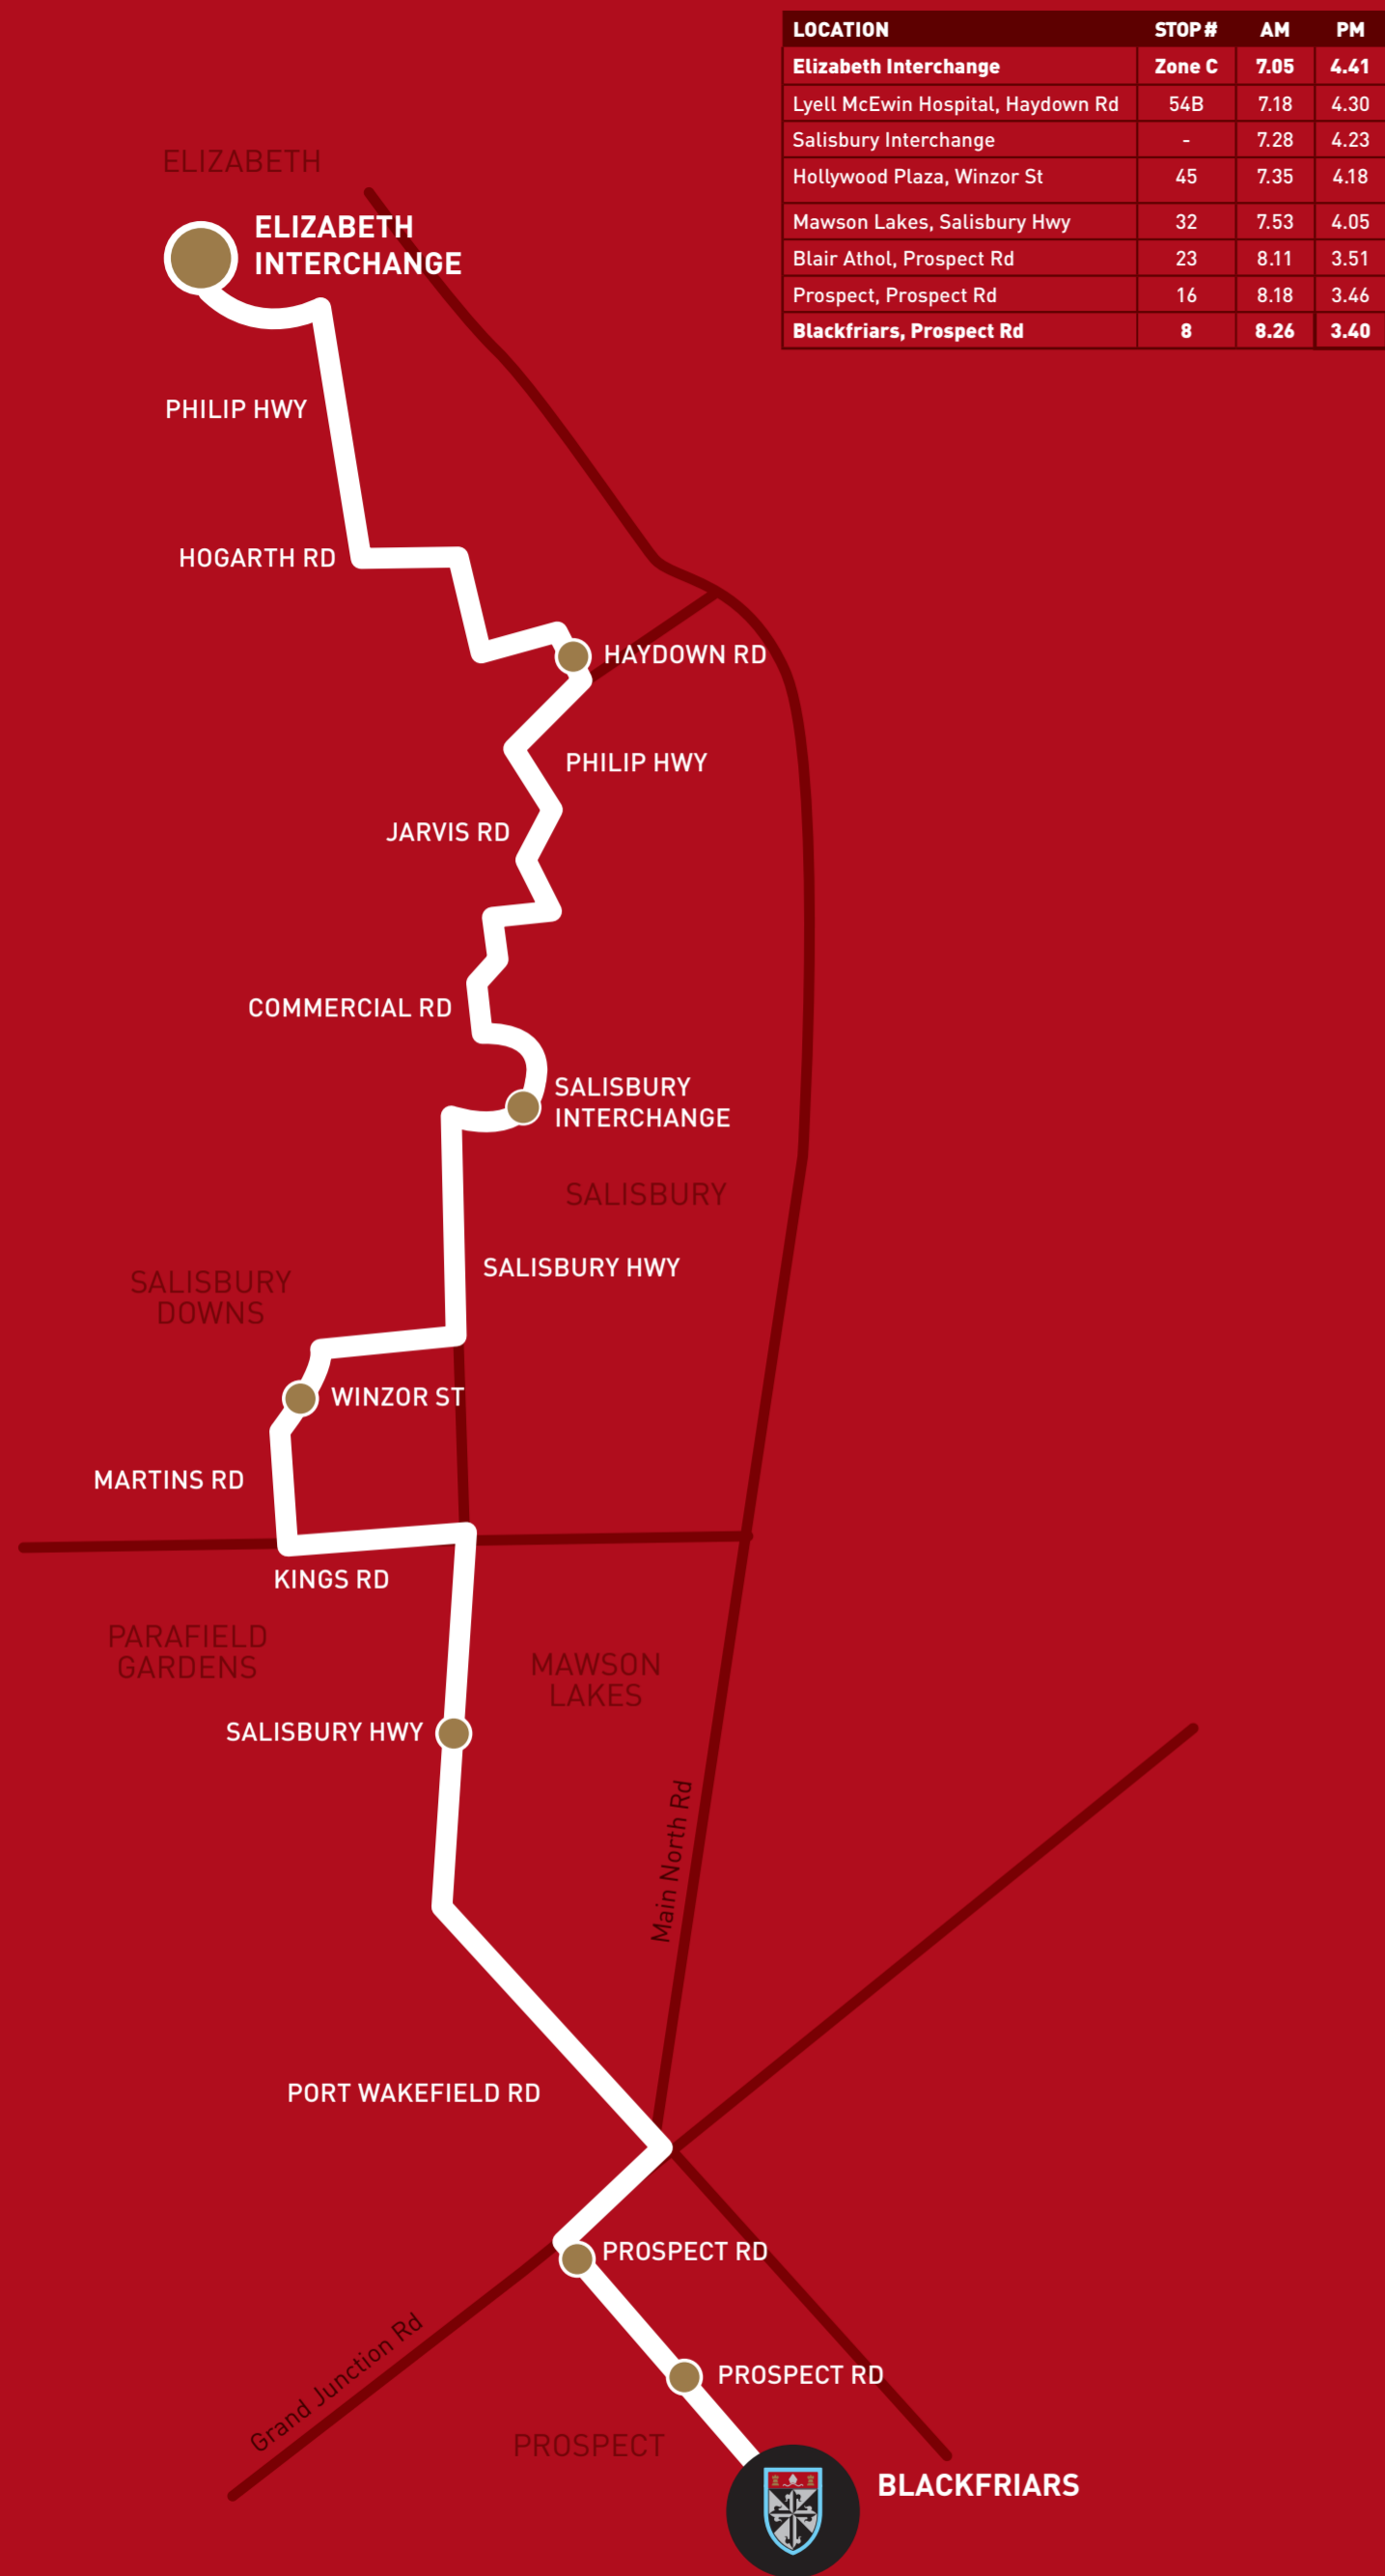 LOCATION STOP# AM PM
Elizabeth Interchange Zone C 7.05 4.41
Lyell McEwin Hospital, Haydown Rd 54B 7.18 4.30
Salisbury Interchange - 7.28 4.23
Hollywood Plaza, Winzor St 45 7.35 4.18
Mawson Lakes, Salisbury Hwy 32 7.53 4.05
Blair Athol, Prospect Rd 23 8.11 3.51
Prospect, Prospect Rd 16 8.18 3.46
Blackfriars, Prospect Rd 8 8.26 3.40
ELIZABETH
ELIZABETH
INTERCHANGE
PHILIP HWY
HOGARTH RD
HAYDOWN RD
PHILIP HWY
JARVIS RD
COMMERCIAL RD
SALISBURY
INTERCHANGE
SALISBURY
SALISBURY HWY
SALISBURY
DOWNS
WINZOR ST
MARTINS RD
KINGS RD
PARAFIELD
GARDENS
MAWSON
LAKES
SALISBURY HWY
Main North Rd
PORT WAKEFIELD RD
PROSPECT RD
Grand Junction Rd
PROSPECT RD
PROSPECT
BLACKFRIARS